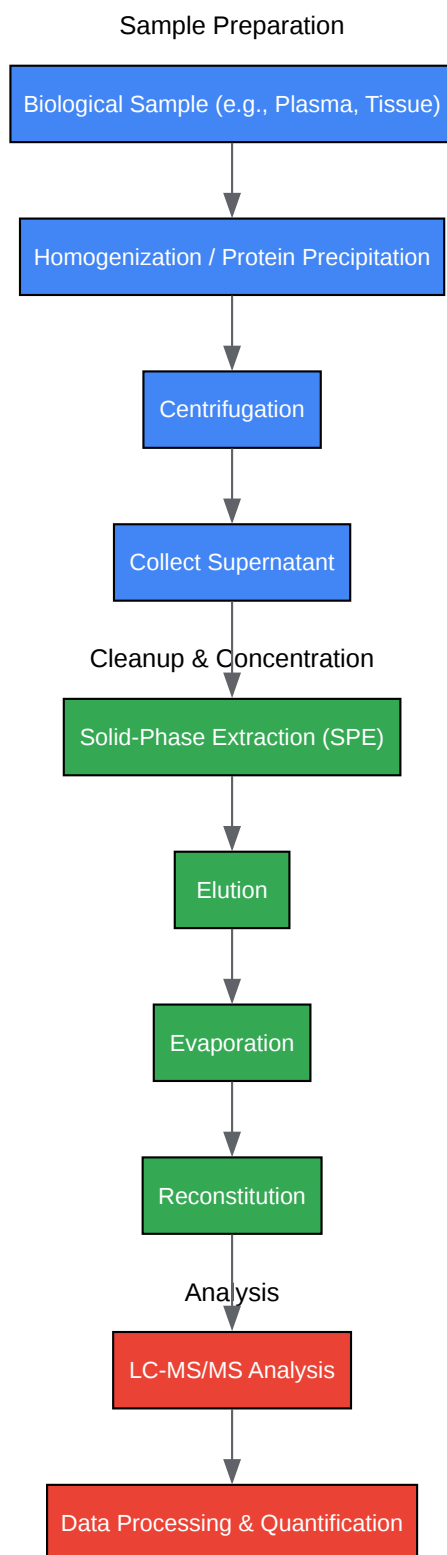 Sample Preparation
Biological Sample (e.g., Plasma, Tissue)
Homogenization / Protein Precipitation
Centrifugation
Collect Supernatant
Cleanup & Concentration
Solid-Phase Extraction (SPE)
Elution
Evaporation
Reconstitution
Analysis
LC-MS/MS Analysis
Data Processing & Quantification